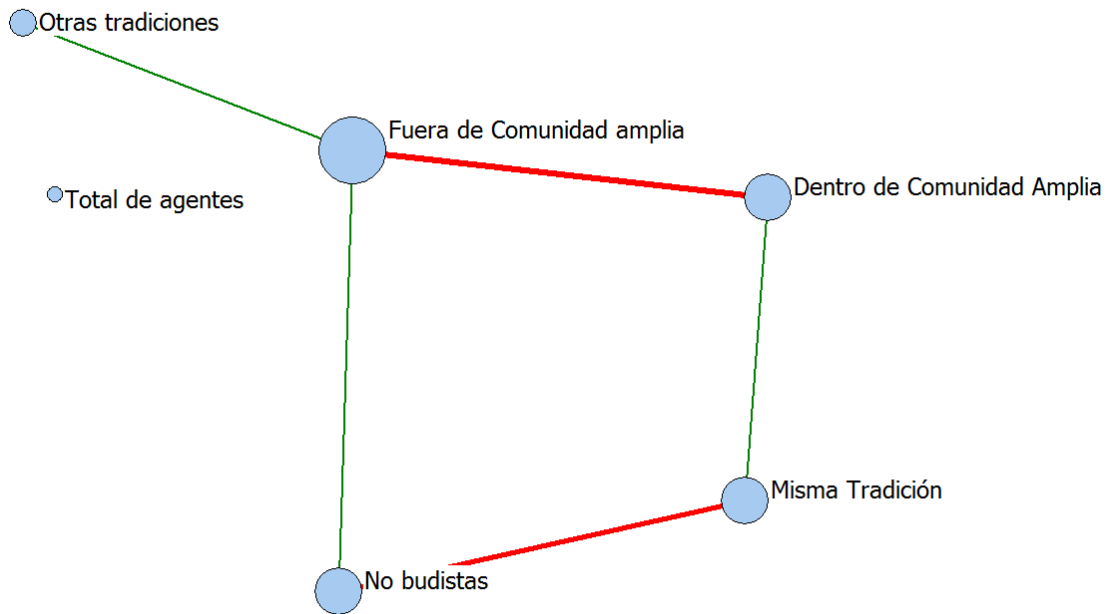 Otras tradiciones
Fuera de Comunidad amplia
Dentro de Comunidad Amplia
Total de agentes
Misma Tradición
No budistas